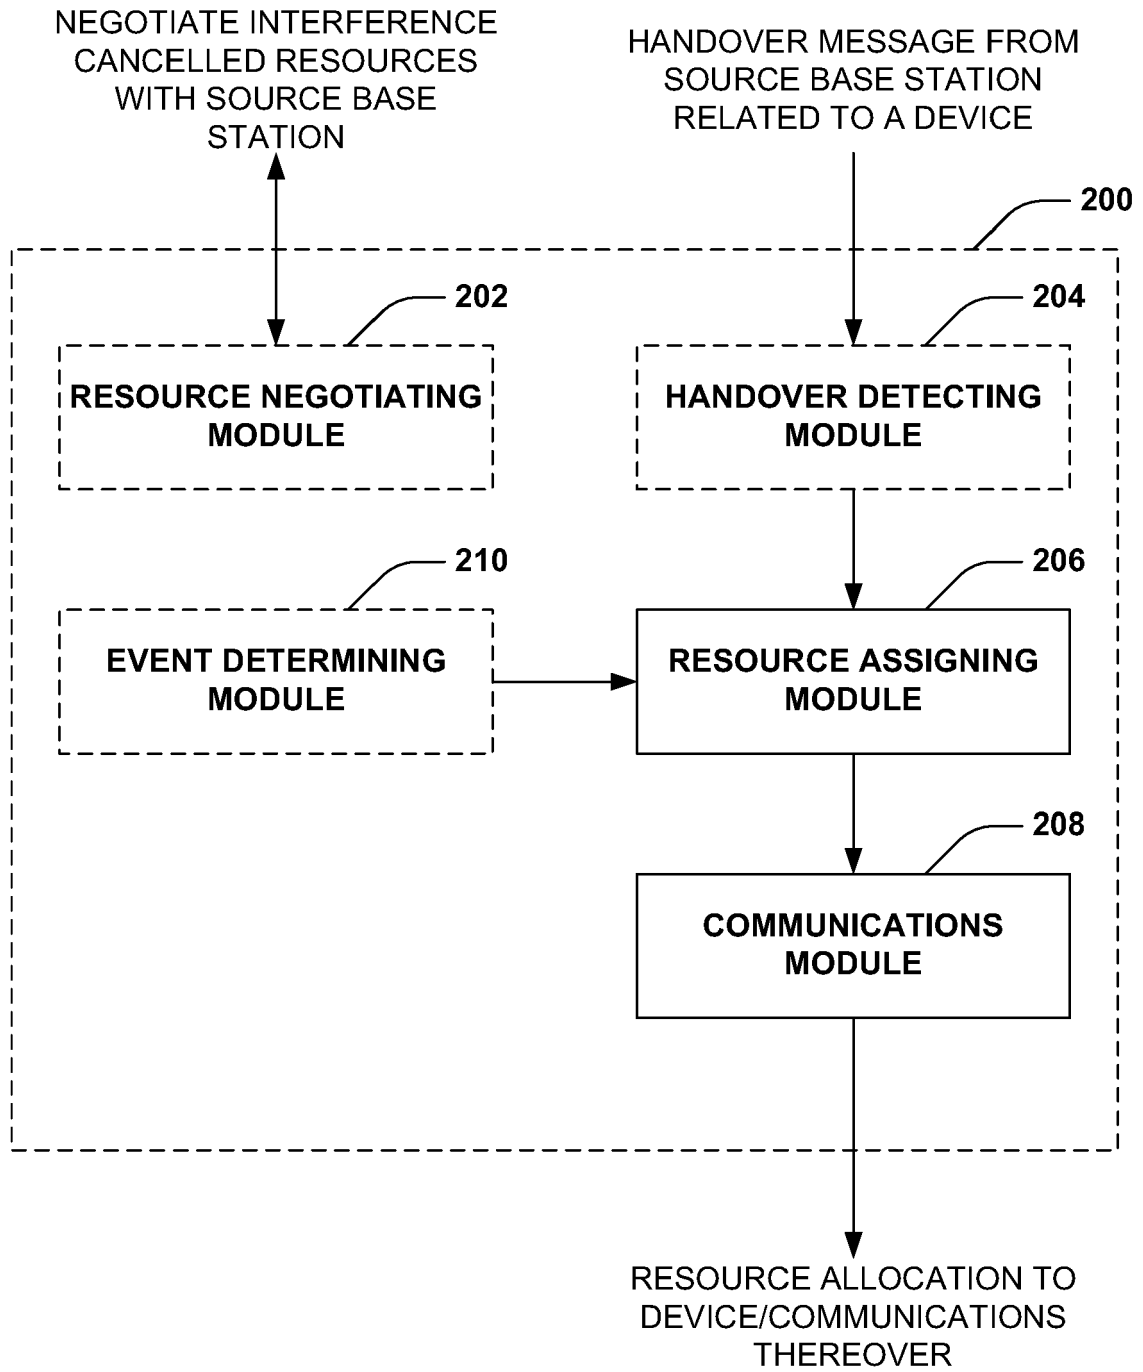 NEGOTIATE INTERFERENCE
CANCELLED RESOURCES
WITH SOURCE BASE
STATION
HANDOVER MESSAGE FROM
SOURCE BASE STATION
RELATED TO A DEVICE
200
202
204
RESOURCE NEGOTIATING
MODULE
HANDOVER DETECTING
MODULE
210
206
EVENT DETERMINING
MODULE
RESOURCE ASSIGNING
MODULE
208
COMMUNICATIONS
MODULE
RESOURCE ALLOCATION TO
DEVICE/COMMUNICATIONS
THEREOVER